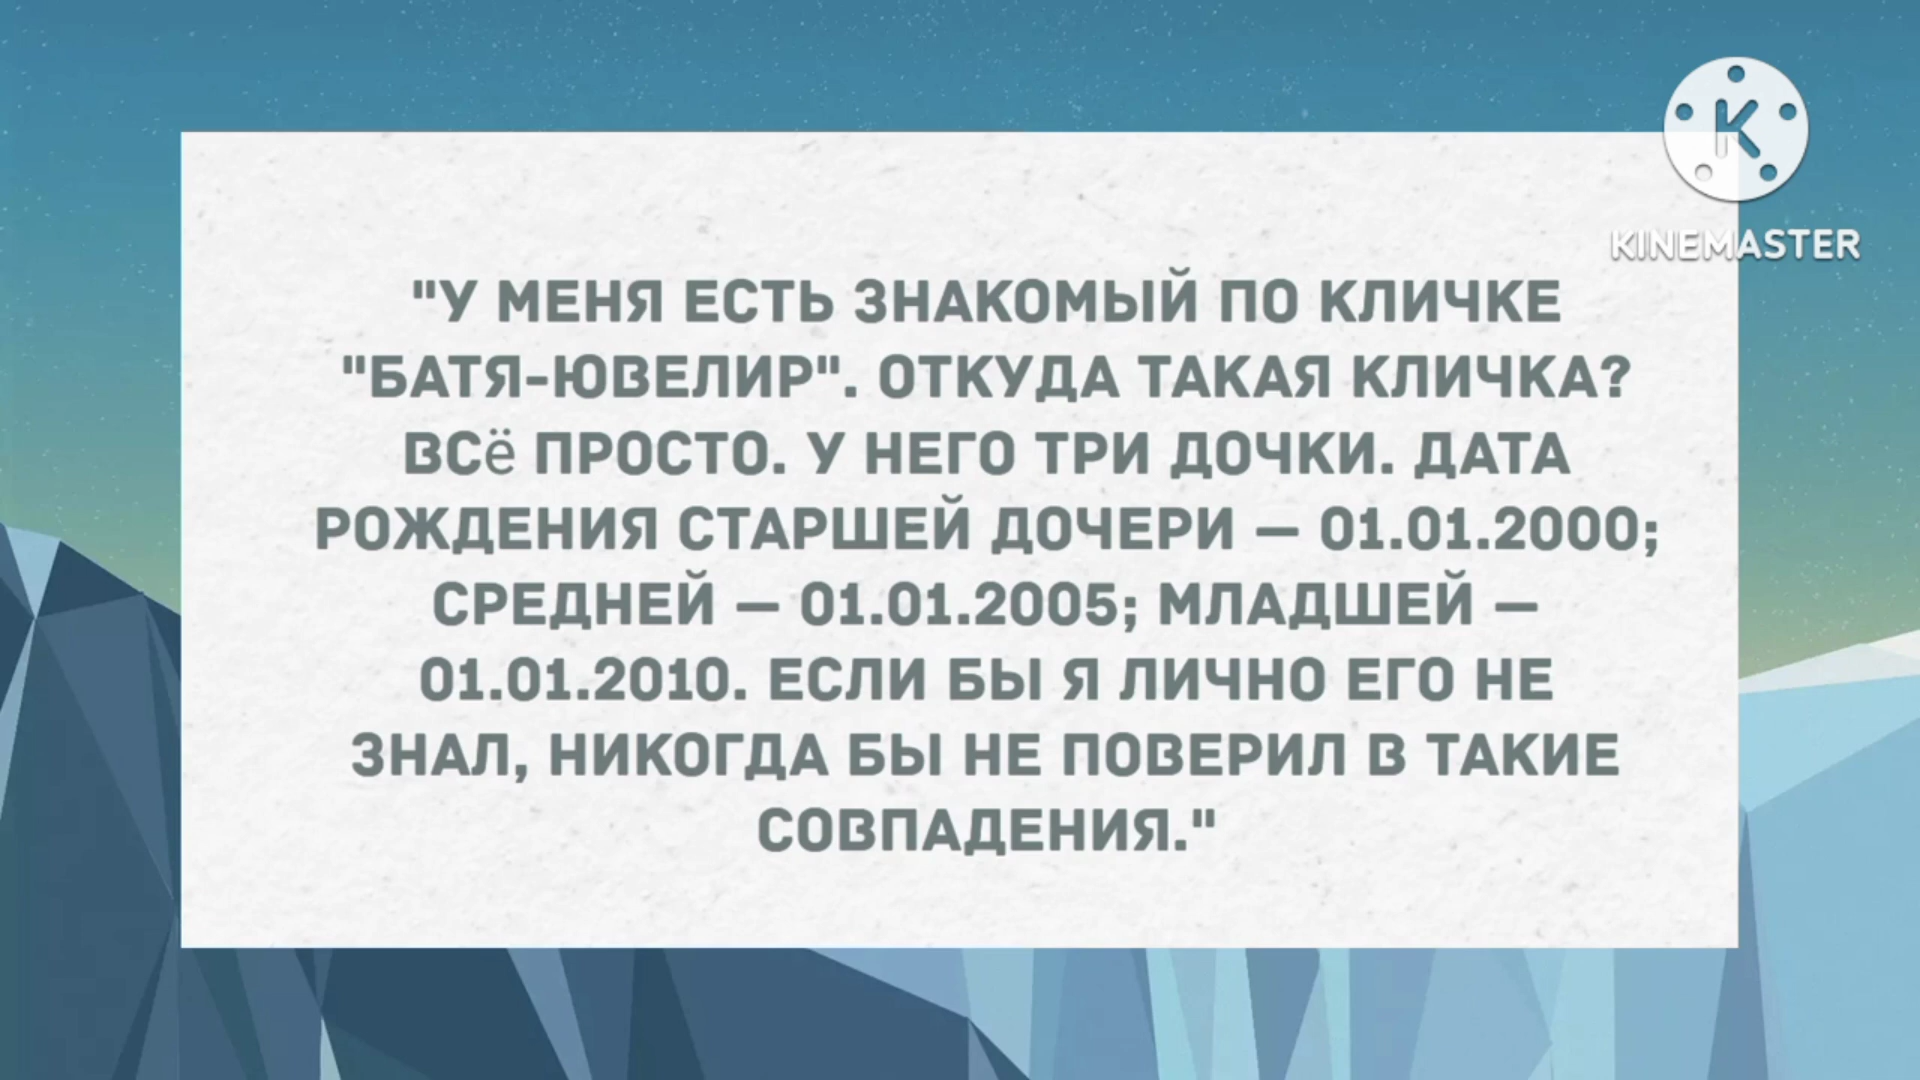 KINEMASTER
"У МЕНЯ ЕСТЬ ЗНАКОМЫЙ ПО КЛИЧКЕ
"БАТЯ-ЮВЕЛИР". ОТКУДА ТАКАЯ КЛИЧКА?
ВСё ПРОСТО. У НЕГО ТРИ ДОЧКИ. ДАТА
РОЖДЕНИЯ СТАРШЕЙ ДОЧЕРИ — 01.01.2000;
СРЕДНЕЙ — 01.01.2005; МЛАДШЕЙ —
01.01.2010. ЕСЛИ БЫ Я ЛИЧНО ЕГО НЕ
ЗНАЛ, НИКОГДА БЫ НЕ ПОВЕРИЛ В ТАКИЕ
СОВПАДЕНИЯ."